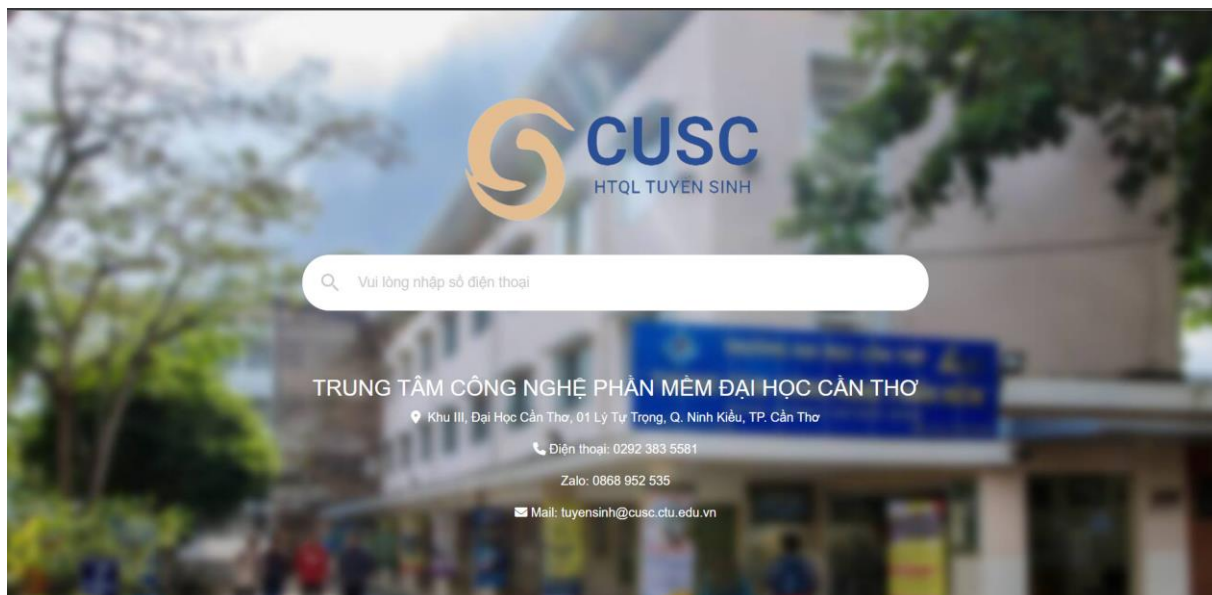 CUSC
HTQL TUYEN SINH
Vui lòng nhập số điện thoại
TRUNG TÂM CÔNG NGHỆ PHẦN MỀM ĐẠI HỌC CẦN THƠ
Khu III, Đại Học Cần Thơ, 01 Lý Tự Trọng, Q. Ninh Kiều, TP. Cần Thơ
Điện thoại: 0292 383 5581
Zalo: 0868 952 535
Mail: tuyensinh@cusc.ctu.edu.vn